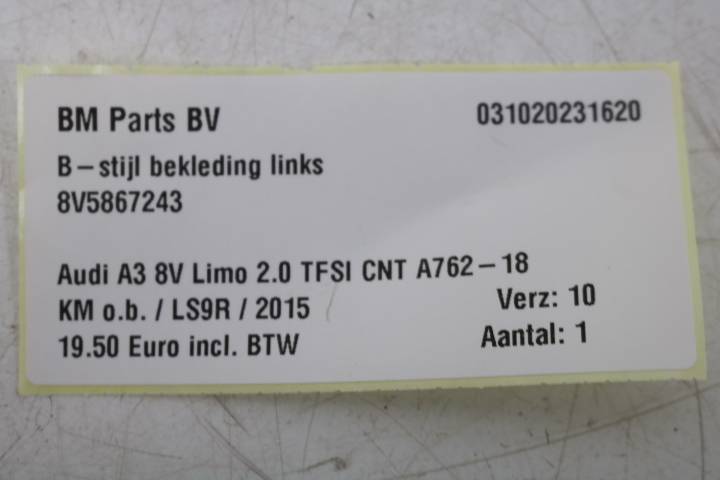 BM Parts BV 031020231620
B-stijl bekleding links
8V5867243
Audi A3 8V Limo 2.0 TFSI CNT A762-18
KM o.b. / LS9R / 2015 Verz: 10
19.50 Euro incl. BTW Aantal: 1